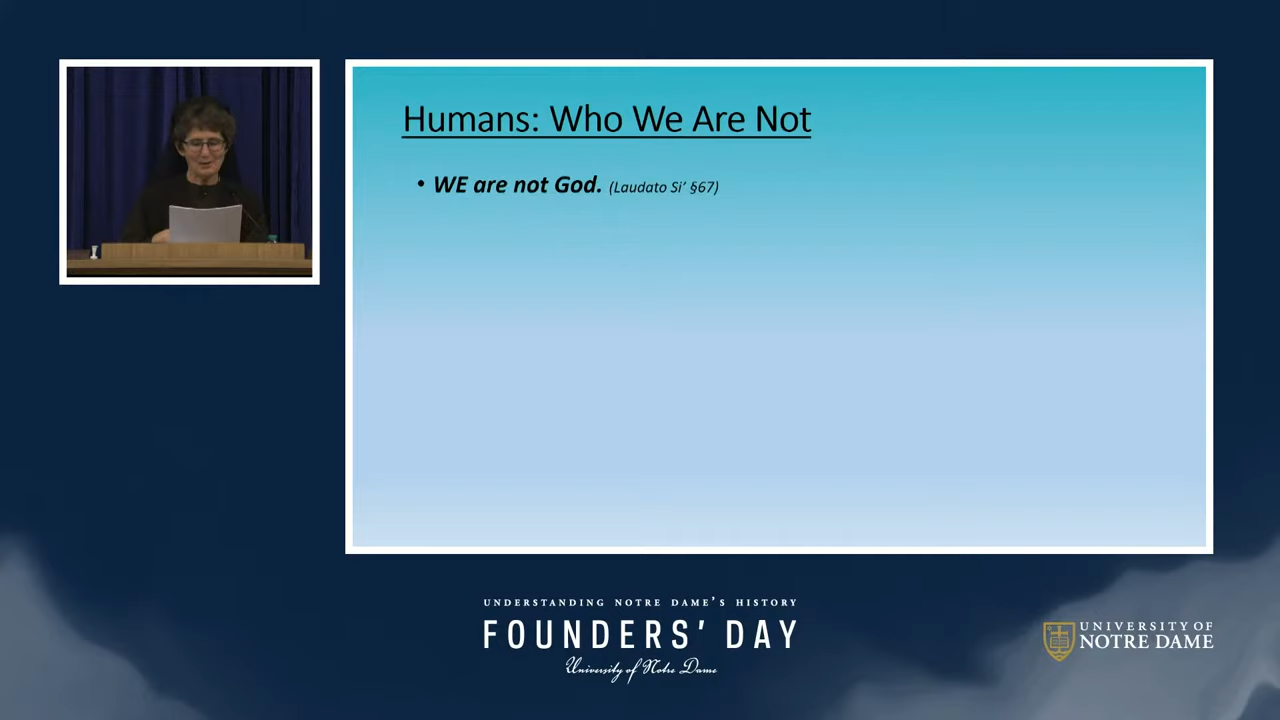 Humans: Who We Are Not
• WE are not God. (Laudato Si’ §67)
UNDERSTANDING NOTRE DAME’S HISTORY
FOUNDERS’ DAY
University of Notre Dame
UNIVERSITY OF
NOTRE DAME